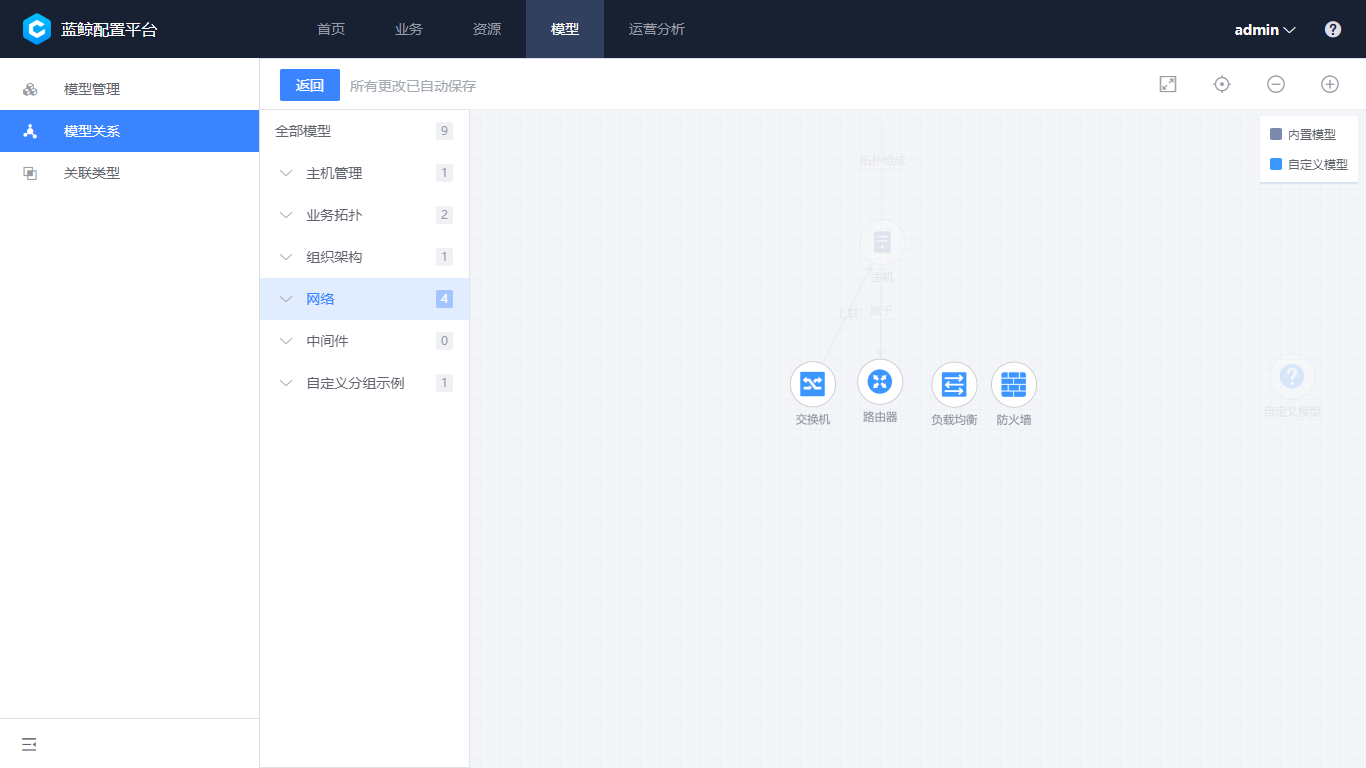 蓝鲸配置平台
首页
业务
资源
模型
运营分析
admin
模型管理
模型关系
关联类型
返回
所有更改已自动保存
全部模型 9
主机管理 1
业务拓扑 2
组织架构 1
网络 4
中间件 0
自定义分组示例 1
内置模型
自定义模型
拓扑组成
主机
上联
属于
交换机
路由器
负载均衡
防火墙
自定义模型